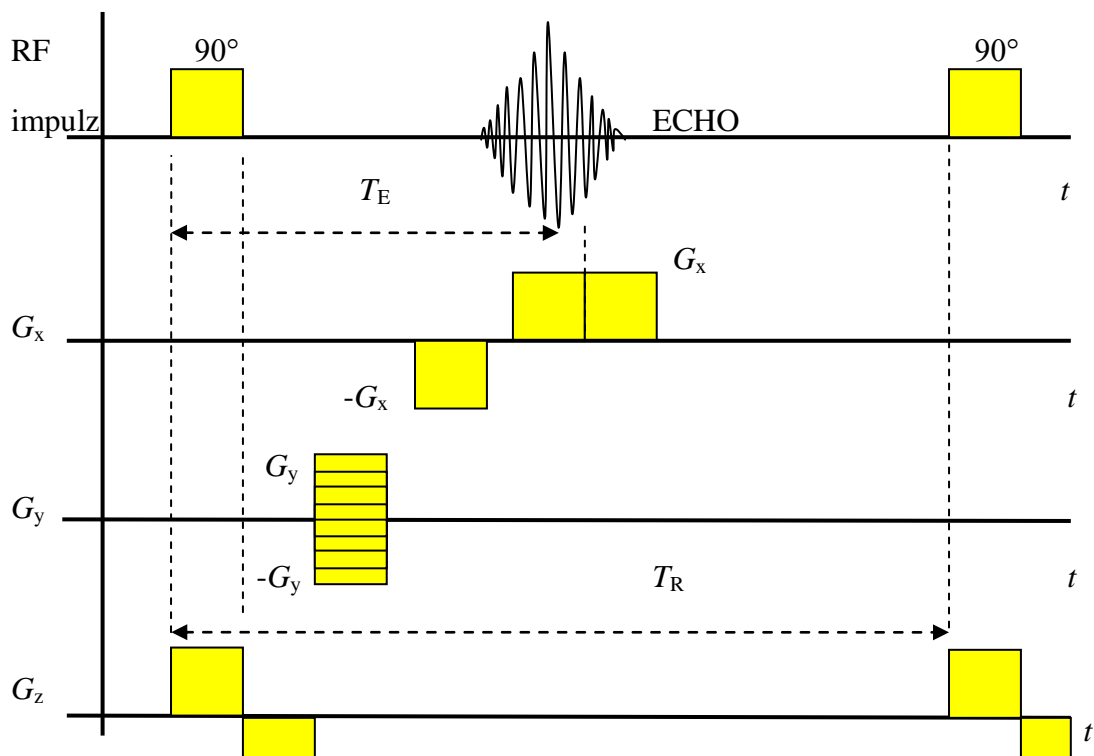 RF 90° 90°
impulz ECHO
T_E t
G_x
G_x
-G_x t
G_y
G_y
-G_y T_R t
G_z
t